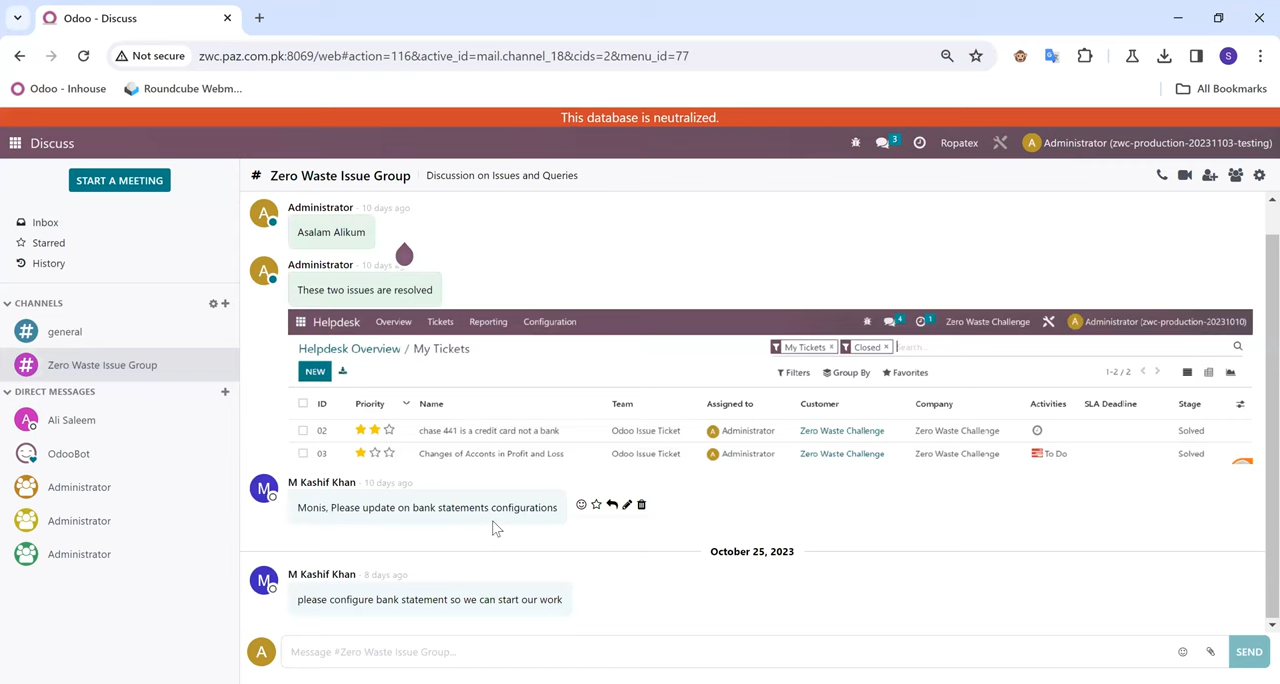 Odoo - Discuss
Not secure
zwc.paz.com.pk:8069/web#action=116&active_id=mail.channel_18&cids=2&menu_id=77
S
Odoo - Inhouse
Roundcube Webm...
All Bookmarks
This database is neutralized.
Discuss
3
Ropatex
A
Administrator (zwc-production-20231103-testing)
START A MEETING
# Zero Waste Issue Group
Discussion on Issues and Queries
Inbox
Starred
History
CHANNELS
general
Zero Waste Issue Group
DIRECT MESSAGES
A
Ali Saleem
OdooBot
Administrator
Administrator
Administrator
A
Administrator - 10 days ago
Asalam Alikum
A
Administrator - 10 days
These two issues are resolved
Helpdesk
Overview
Tickets
Reporting
Configuration
4
1
Zero Waste Challenge
A
Administrator (zwc-production-20231010)
Helpdesk Overview / My Tickets
My Tickets ×
Closed ×
Search...
NEW
Filters
Group By
Favorites
1-2 / 2
ID Priority Name Team Assigned to Customer Company Activities SLA Deadline Stage
02 chase 441 is a credit card not a bank Odoo Issue Ticket A Administrator Zero Waste Challenge Zero Waste Challenge Solved
03 Changes of Acconts in Profit and Loss Odoo Issue Ticket A Administrator Zero Waste Challenge Zero Waste Challenge To Do Solved
M
M Kashif Khan - 10 days ago
Monis, Please update on bank statements configurations
October 25, 2023
M
M Kashif Khan - 8 days ago
please configure bank statement so we can start our work
A
Message #Zero Waste Issue Group...
SEND